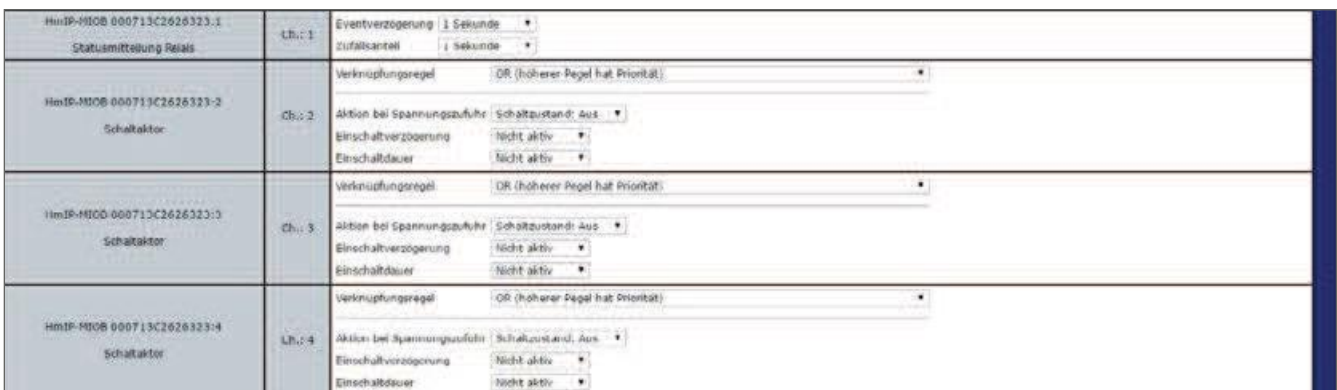 HmIP-MIOB 000713C2626323:1
Statusmitteilung Relais
Ch.: 1
Eventverzögerung 1 Sekunde
Zufallsanteil 1 Sekunde
HmIP-MIOB 000713C2626323:2
Schaltaktor
Ch.: 2
Verknüpfungsregel OR (höherer Pegel hat Priorität)
Aktion bei Spannungszufuhr Schaltzustand: Aus
Einschaltverzögerung Nicht aktiv
Einschaltdauer Nicht aktiv
HmIP-MIOB 000713C2626323:3
Schaltaktor
Ch.: 3
Verknüpfungsregel OR (höherer Pegel hat Priorität)
Aktion bei Spannungszufuhr Schaltzustand: Aus
Einschaltverzögerung Nicht aktiv
Einschaltdauer Nicht aktiv
HmIP-MIOB 000713C2626323:4
Schaltaktor
Ch.: 4
Verknüpfungsregel OR (höherer Pegel hat Priorität)
Aktion bei Spannungszufuhr Schaltzustand: Aus
Einschaltverzögerung Nicht aktiv
Einschaltdauer Nicht aktiv